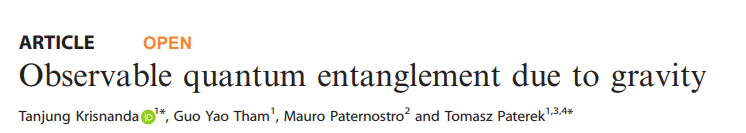 ARTICLE OPEN
Observable quantum entanglement due to gravity
Tanjung Krisnanda iD 1*, Guo Yao Tham1, Mauro Paternostro2 and Tomasz Paterek1,3,4*